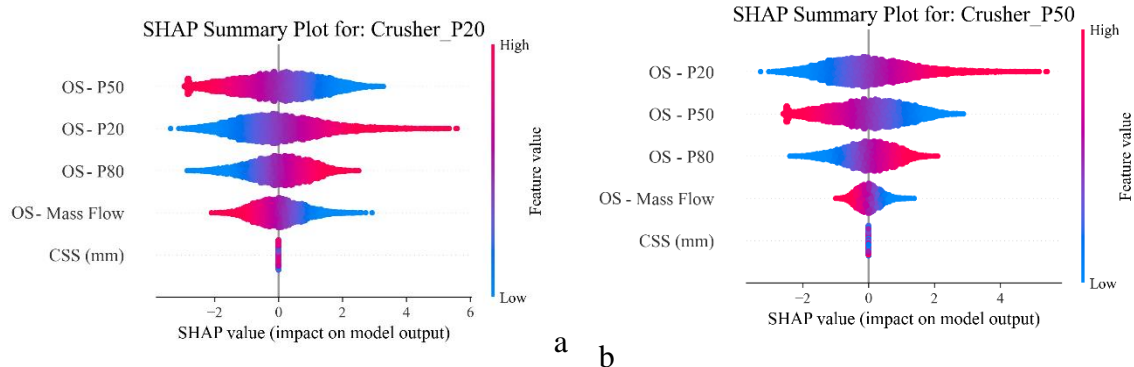 SHAP Summary Plot for: Crusher_P20
High
OS - P50
OS - P20
OS - P80
OS - Mass Flow
CSS (mm)
Feature value
Low
−2 0 2 4 6
SHAP value (impact on model output)
a
SHAP Summary Plot for: Crusher_P50
High
OS - P20
OS - P50
OS - P80
OS - Mass Flow
CSS (mm)
Feature value
Low
−2 0 2 4
SHAP value (impact on model output)
b